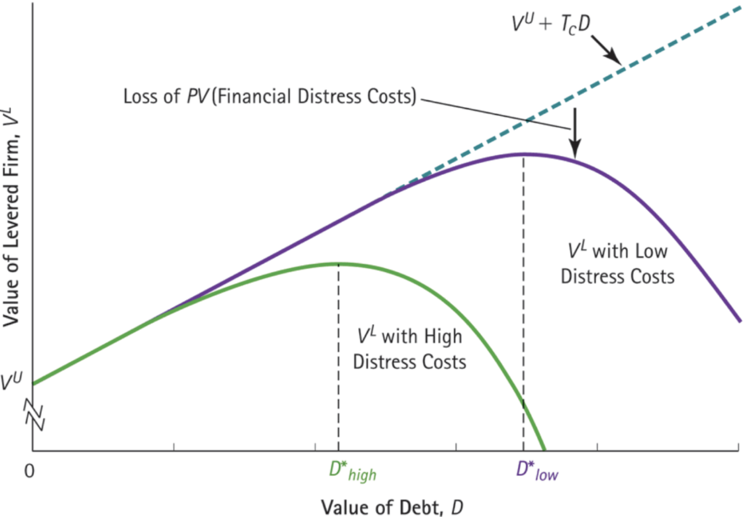 V^U + T_C D
Loss of PV (Financial Distress Costs)
Value of Levered Firm, V^L
V^L with Low
Distress Costs
V^L with High
Distress Costs
V^U
0
D*_high
D*_low
Value of Debt, D